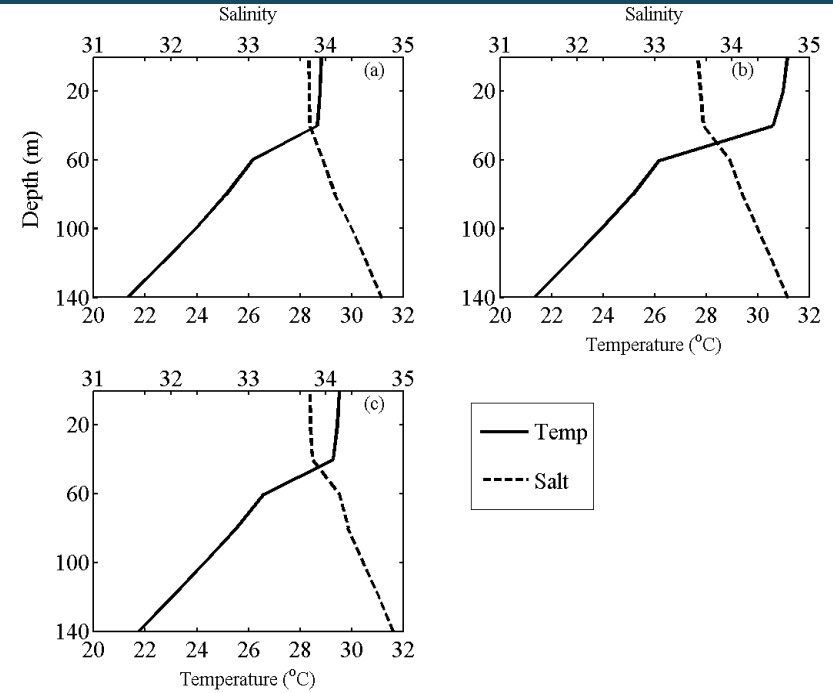 Salinity Salinity
31 32 33 34 35 31 32 33 34 35
(a) (b)
20 20
60 60
Depth (m)
100 100
140 140
20 22 24 26 28 30 32 20 22 24 26 28 30 32
Temperature (°C)
31 32 33 34 35
(c)
20
Temp
60
Salt
100
140
20 22 24 26 28 30 32
Temperature (°C)